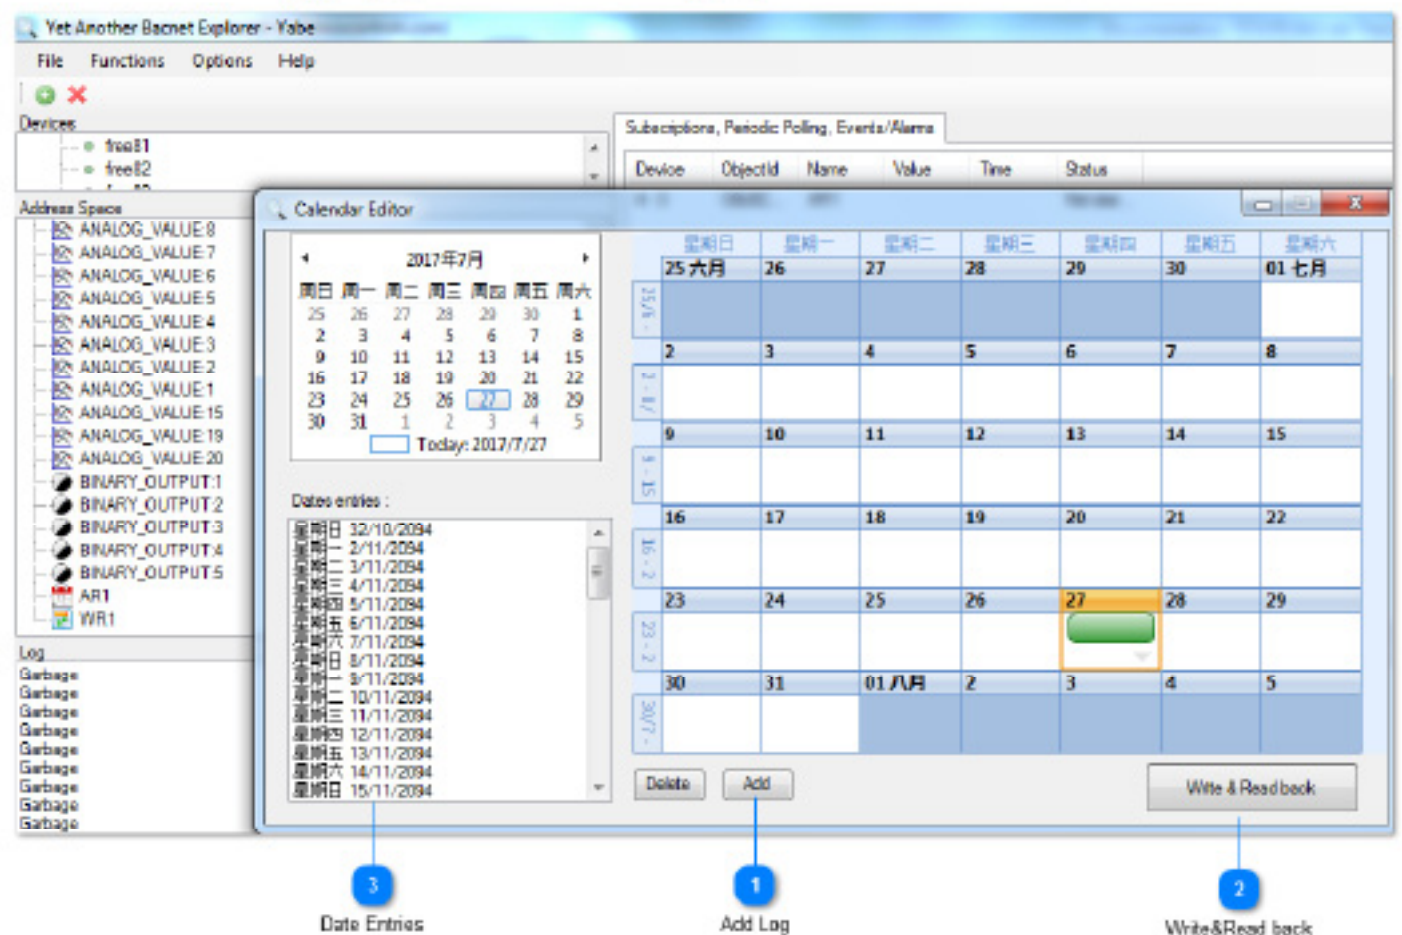 Yet Another Bacnet Explorer - Yabe
File Functions Options Help
Devices
free81
free82
Subscriptions, Periodic Polling, Events/Alarms
Device ObjectId Name Value Time Status
Address Space
ANALOG_VALUE:8
ANALOG_VALUE:7
ANALOG_VALUE:6
ANALOG_VALUE:5
ANALOG_VALUE:4
ANALOG_VALUE:3
ANALOG_VALUE:2
ANALOG_VALUE:1
ANALOG_VALUE:15
ANALOG_VALUE:19
ANALOG_VALUE:20
BINARY_OUTPUT:1
BINARY_OUTPUT:2
BINARY_OUTPUT:3
BINARY_OUTPUT:4
BINARY_OUTPUT:5
AR1
WR1
Log
Garbage
Garbage
Garbage
Garbage
Garbage
Garbage
Garbage
Garbage
Garbage
Calendar Editor
2017年7月
周日 周一 周二 周三 周四 周五 周六
25 26 27 28 29 30 1
2 3 4 5 6 7 8
9 10 11 12 13 14 15
16 17 18 19 20 21 22
23 24 25 26 27 28 29
30 31 1 2 3 4 5
Today: 2017/7/27
Dates entries :
星期日 32/10/2094
星期一 2/11/2094
星期二 3/11/2094
星期三 4/11/2094
星期四 5/11/2094
星期五 6/11/2094
星期六 7/11/2094
星期日 8/11/2094
星期一 9/11/2094
星期二 10/11/2094
星期三 11/11/2094
星期四 12/11/2094
星期五 13/11/2094
星期六 14/11/2094
星期日 15/11/2094
星期日 星期一 星期二 星期三 星期四 星期五 星期六
25 六月 26 27 28 29 30 01 七月
25/6 -
2 3 4 5 6 7 8
2 - 8/
9 10 11 12 13 14 15
9 - 15
16 17 18 19 20 21 22
16 - 2
23 24 25 26 27 28 29
23 - 2
30 31 01 八月 2 3 4 5
30/7 -
Delete Add Write & Read back
3 1 2
Date Entries Add Log Write&Read back